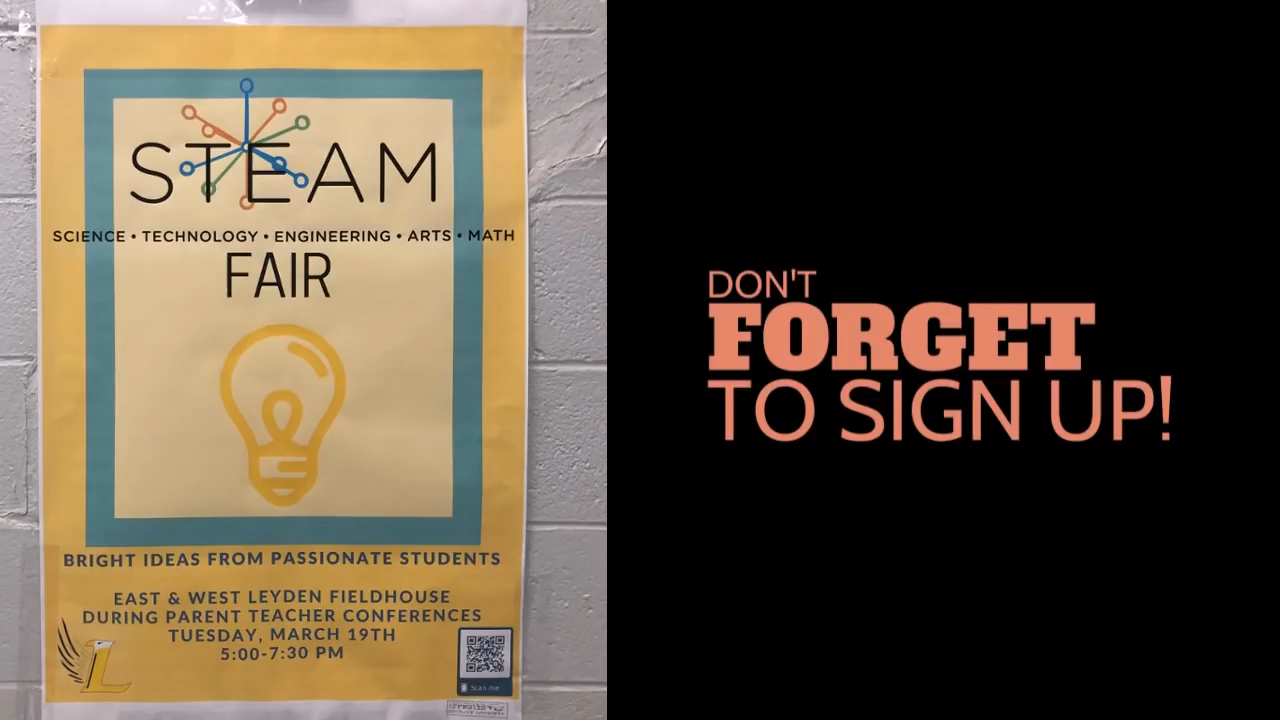 STEAM
SCIENCE • TECHNOLOGY • ENGINEERING • ARTS • MATH
FAIR
BRIGHT IDEAS FROM PASSIONATE STUDENTS
EAST & WEST LEYDEN FIELDHOUSE
DURING PARENT TEACHER CONFERENCES
TUESDAY, MARCH 19TH
5:00-7:30 PM
L
Scan me
DON'T
FORGET
TO SIGN UP!